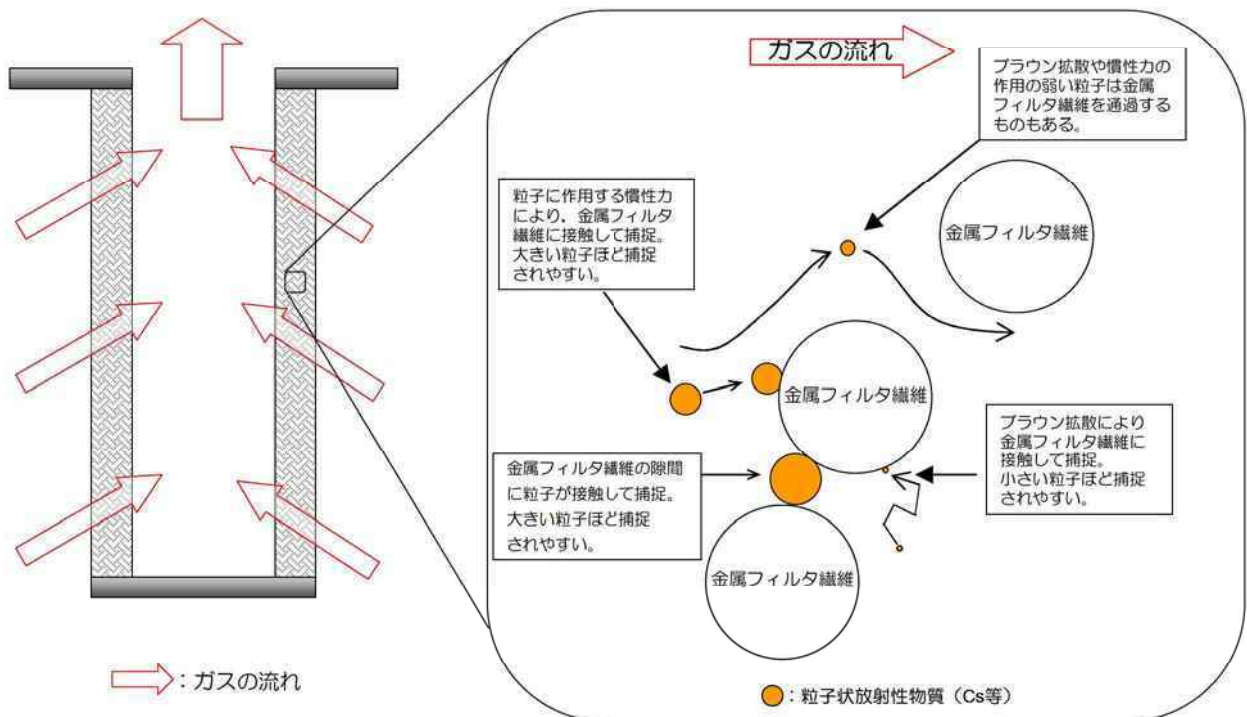 ガスの流れ
ブラウン拡散や慣性力の
作用の弱い粒子は金属
フィルタ繊維を通過する
ものもある。
粒子に作用する慣性力
により、金属フィルタ
繊維に接触して捕捉。
大きい粒子ほど捕捉
されやすい。
金属フィルタ繊維
金属フィルタ繊維
ブラウン拡散により
金属フィルタ繊維に
接触して捕捉。
小さい粒子ほど捕捉
されやすい。
金属フィルタ繊維の隙間
に粒子が接触して捕捉。
大きい粒子ほど捕捉
されやすい。
金属フィルタ繊維
：ガスの流れ
：粒子状放射性物質（Cs等）